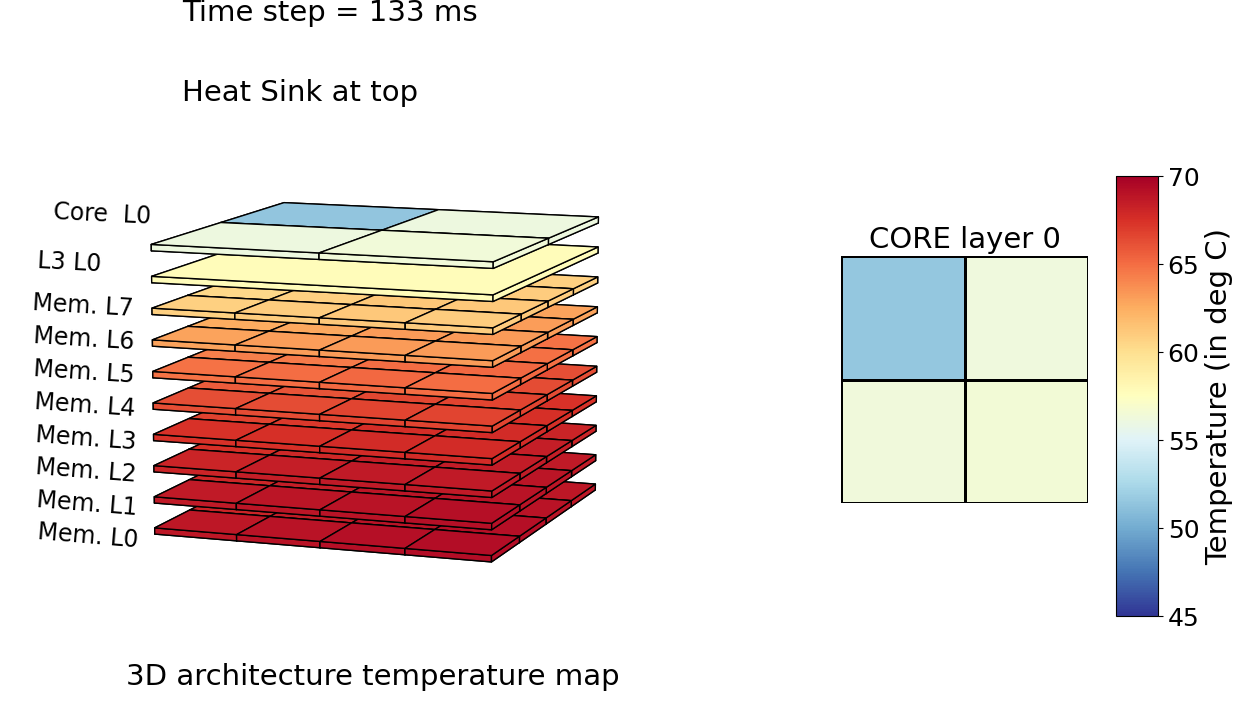 Time step = 133 ms
Heat Sink at top
Core  L0
L3 L0
Mem. L7
Mem. L6
Mem. L5
Mem. L4
Mem. L3
Mem. L2
Mem. L1
Mem. L0
3D architecture temperature map
CORE layer 0
70
65
60
55
50
45
Temperature (in deg C)